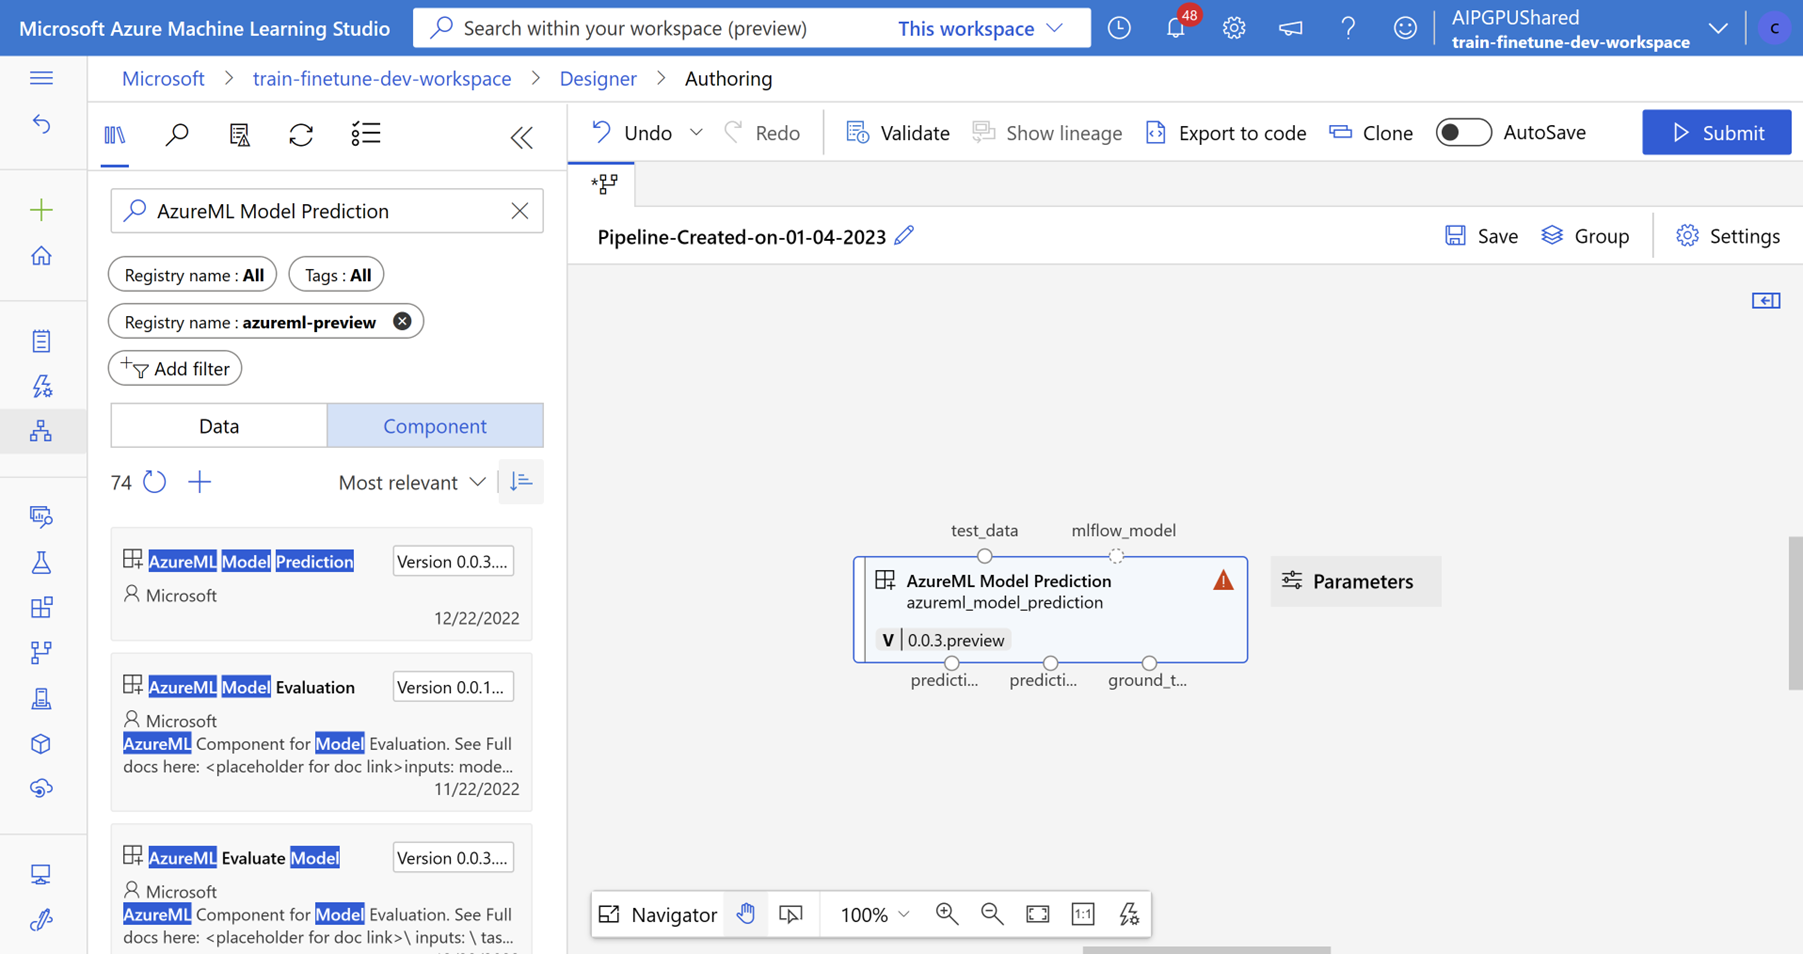 Microsoft Azure Machine Learning Studio
Search within your workspace (preview)
This workspace
48
AIPGPUShared
train-finetune-dev-workspace
C
Microsoft > train-finetune-dev-workspace > Designer > Authoring
Undo
Redo
Validate
Show lineage
Export to code
Clone
AutoSave
Submit
AzureML Model Prediction
Registry name : All
Tags : All
Registry name : azureml-preview
Add filter
Data
Component
74
Most relevant
AzureML Model Prediction
Version 0.0.3....
Microsoft
12/22/2022
AzureML Model Evaluation
Version 0.0.1...
Microsoft
AzureML Component for Model Evaluation. See Full
docs here: <placeholder for doc link>inputs: mode...
11/22/2022
AzureML Evaluate Model
Version 0.0.3....
Microsoft
AzureML Component for Model Evaluation. See Full
docs here: <placeholder for doc link>\ inputs: \ tas...
Pipeline-Created-on-01-04-2023
Save
Group
Settings
test_data
mlflow_model
AzureML Model Prediction
azureml_model_prediction
V | 0.0.3.preview
predicti...
predicti...
ground_t...
Parameters
Navigator
100%
1:1